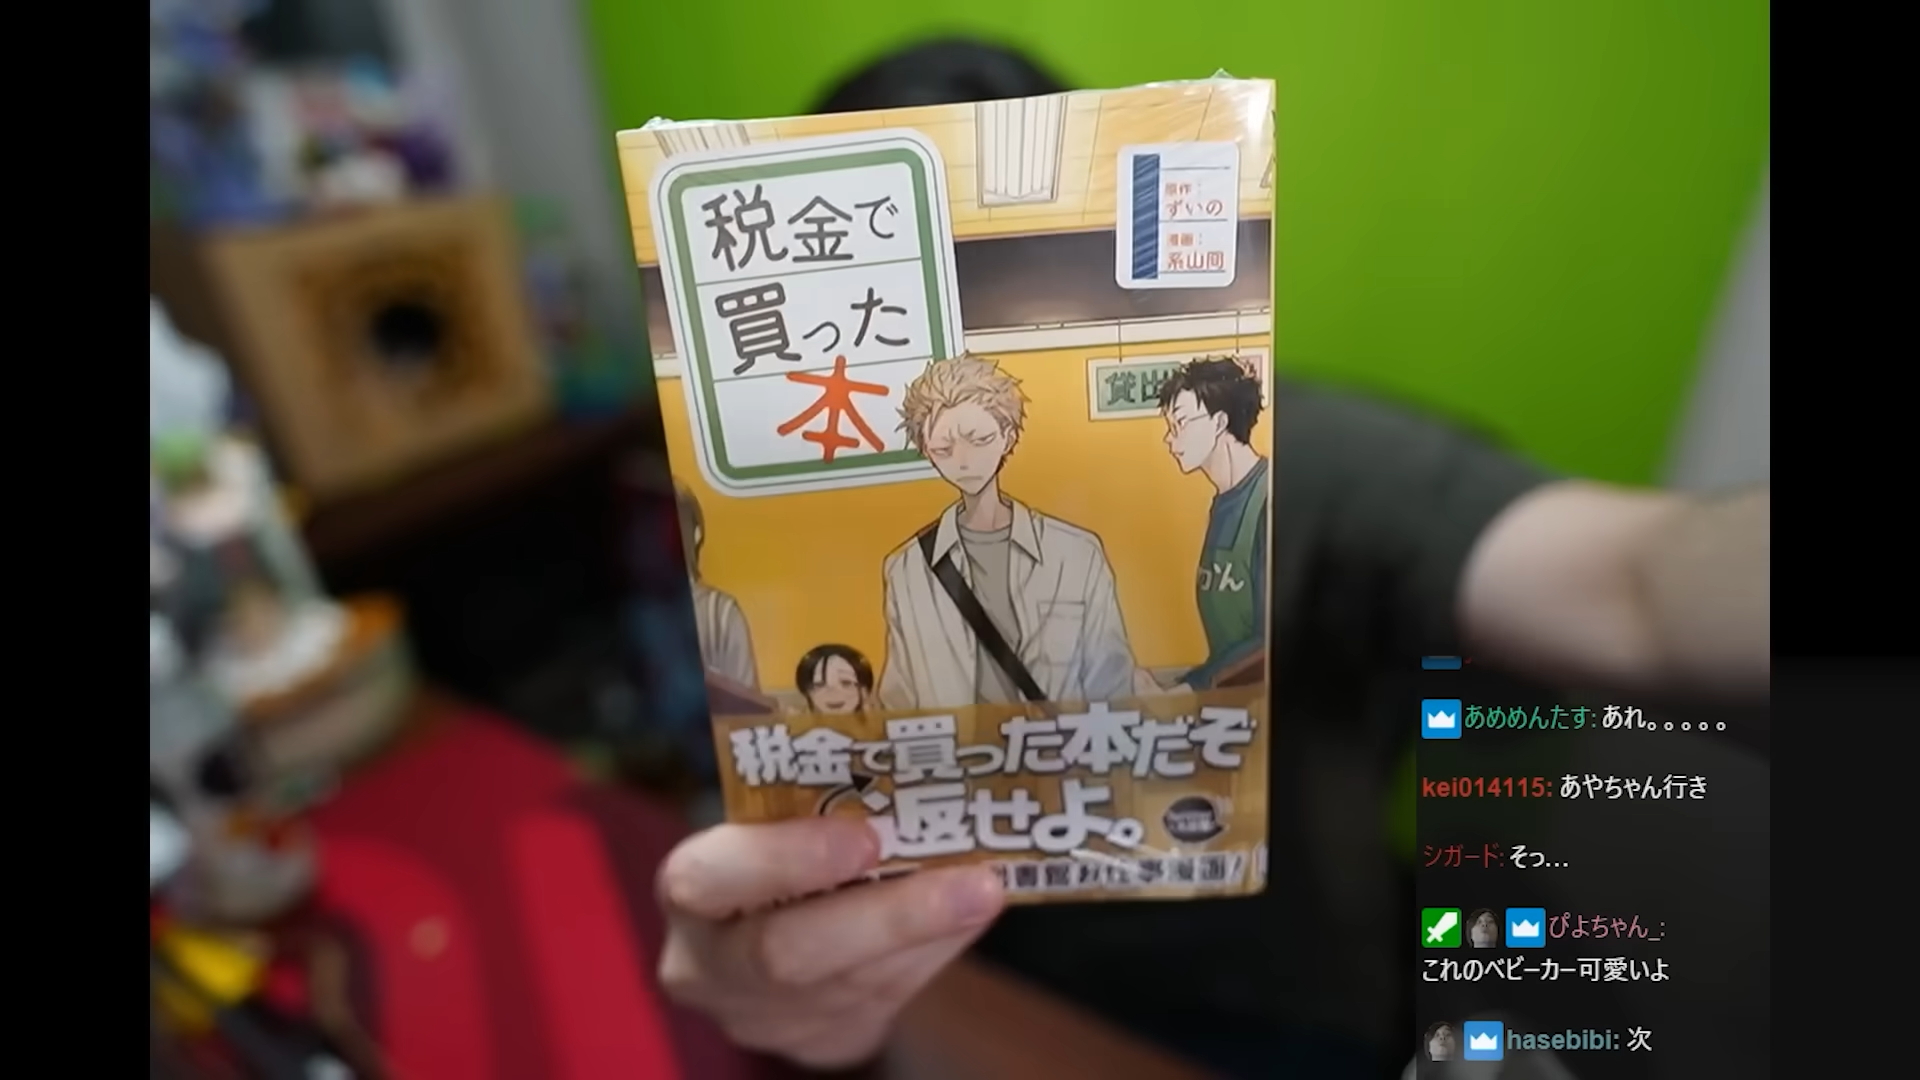 税金で
買った
本
原作：
ずいの
漫画：
系山冏
貸出
かん
税金で買った本だぞ
返せよ。
あめめんたす: あれ。。。。。
kei014115: あやちゃん行き
シガード: そっ…
ぴよちゃん_:
これのベビーカー可愛いよ
hasebibi: 次